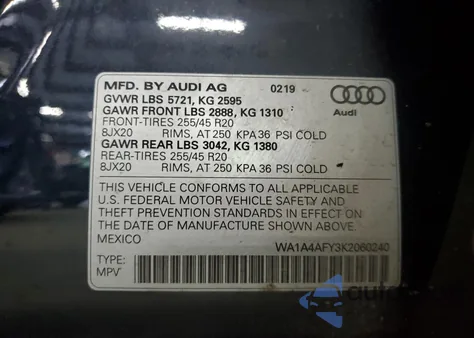 MFD. BY AUDI AG 0219
GVWR LBS 5721, KG 2595
GAWR FRONT LBS 2888, KG 1310
FRONT-TIRES 255/45 R20
8JX20 RIMS, AT 250 KPA 36 PSI COLD
GAWR REAR LBS 3042, KG 1380
REAR-TIRES 255/45 R20
8JX20 RIMS, AT 250 KPA 36 PSI COLD
Audi
THIS VEHICLE CONFORMS TO ALL APPLICABLE
U.S. FEDERAL MOTOR VEHICLE SAFETY, BUMPER AND
THEFT PREVENTION STANDARDS IN EFFECT ON
THE DATE OF MANUFACTURE SHOWN ABOVE.
MEXICO WA1A4AFY3K2060240
TYPE:
MPV